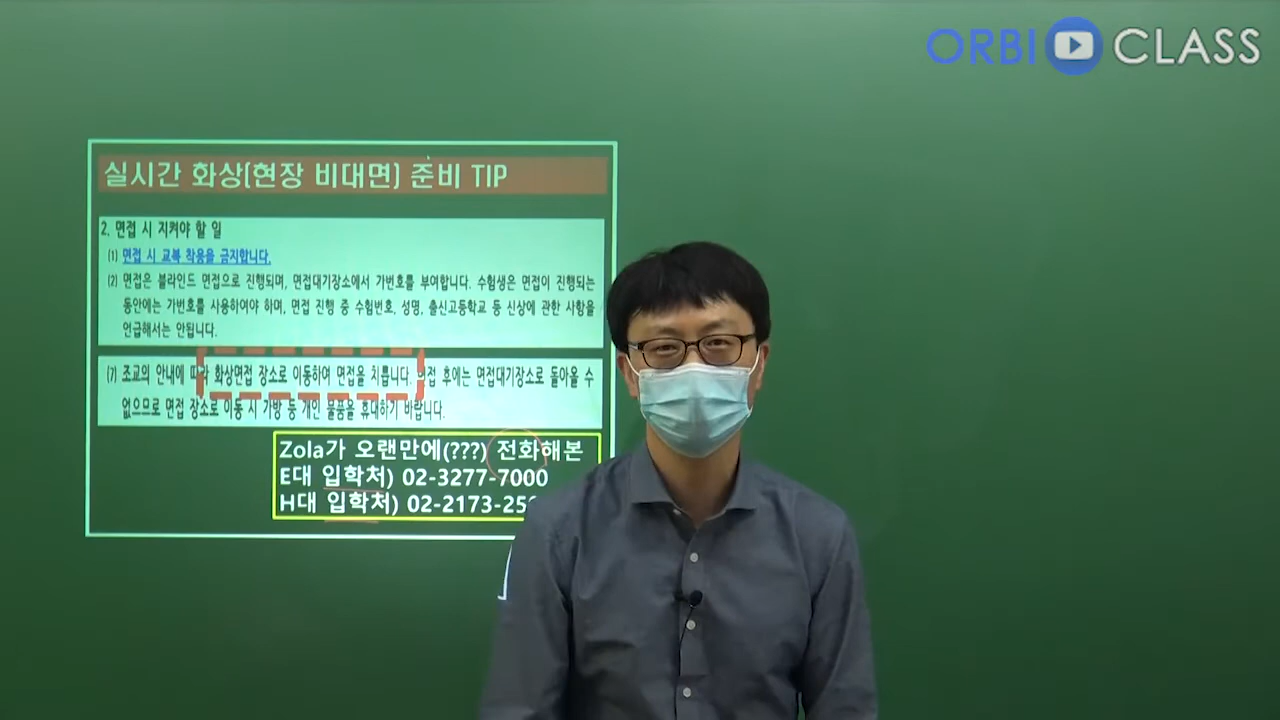 ORBI CLASS
실시간 화상(현장 비대면) 준비 TIP
2. 면접 시 지켜야 할 일
(1) 면접 시 교복 착용을 금지합니다.
(2) 면접은 블라인드 면접으로 진행되며, 면접대기장소에서 가번호를 부여합니다. 수험생은 면접이 진행되는
동안에는 가번호를 사용하여야 하며, 면접 진행 중 수험번호, 성명, 출신고등학교 등 신상에 관한 사항을
언급해서는 안됩니다.
(7) 조교의 안내에 따라 화상면접 장소로 이동하여 면접을 치릅니다. 면접 후에는 면접대기장소로 돌아올 수
없으므로 면접 장소로 이동 시 가방 등 개인 물품을 휴대하기 바랍니다.
Zola가 오랜만에(???) 전화해본
E대 입학처) 02-3277-7000
H대 입학처) 02-2173-2